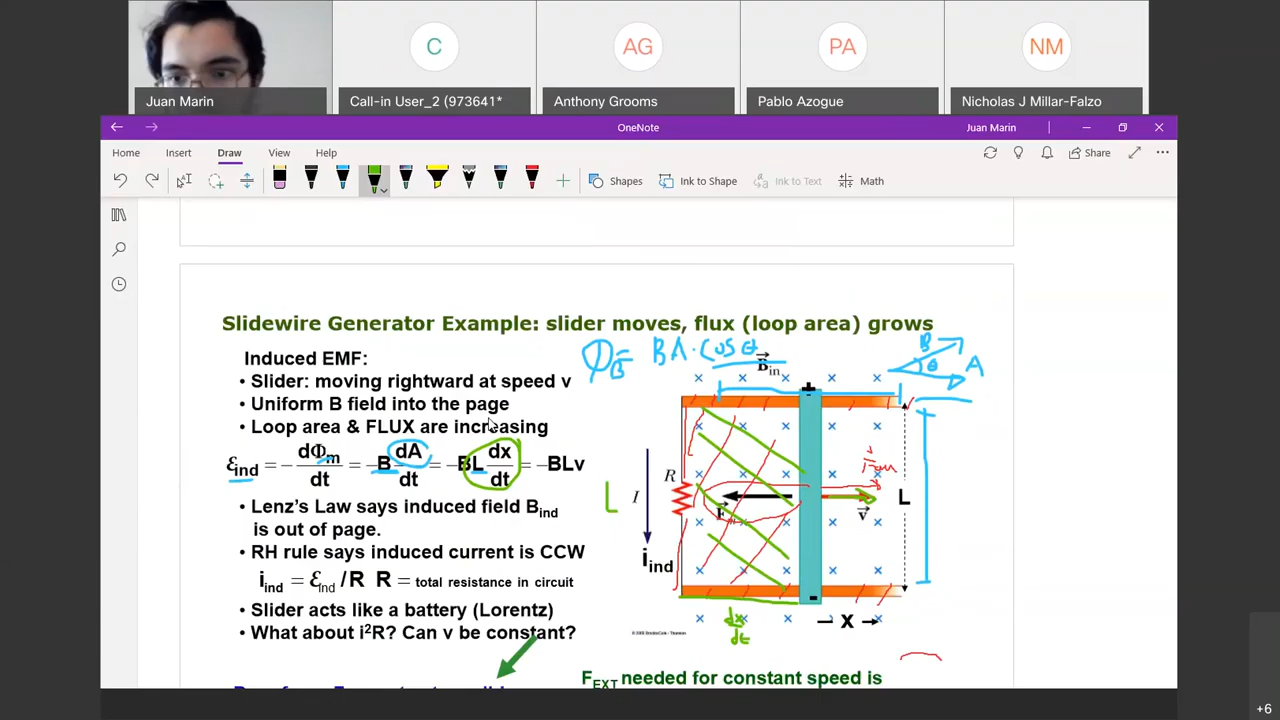 C
AG
PA
NM
Juan Marin
Call-in User_2 (973641*
Anthony Grooms
Pablo Azogue
Nicholas J Millar-Falzo
OneNote
Juan Marin
Home
Insert
Draw
View
Help
Share
Shapes
Ink to Shape
Ink to Text
Math
Slidewire Generator Example: slider moves, flux (loop area) grows
Induced EMF:
• Slider: moving rightward at speed v
• Uniform B field into the page
• Loop area & FLUX are increasing
Ɛind = - dΦm/dt = -B dA/dt = -BL dx/dt = -BLv
• Lenz's Law says induced field Bind
is out of page.
• RH rule says induced current is CCW
iind = Ɛind /R R = total resistance in circuit
• Slider acts like a battery (Lorentz)
• What about i²R? Can v be constant?
ΦB = BA·Cos θ
Bin
B
θ
A
+
R
I
L
iind
v
L
-
x
dx/dt
FEXT needed for constant speed is
+6